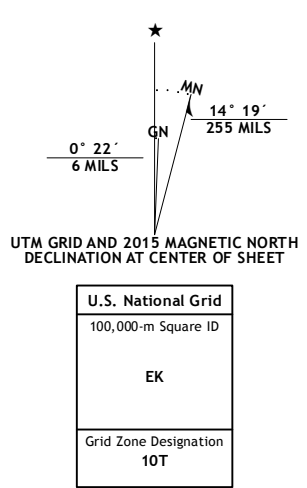 ★
MN
GN
14° 19´
255 MILS
0° 22´
6 MILS
UTM GRID AND 2015 MAGNETIC NORTH
DECLINATION AT CENTER OF SHEET
U.S. National Grid
100,000-m Square ID
EK
Grid Zone Designation
10T